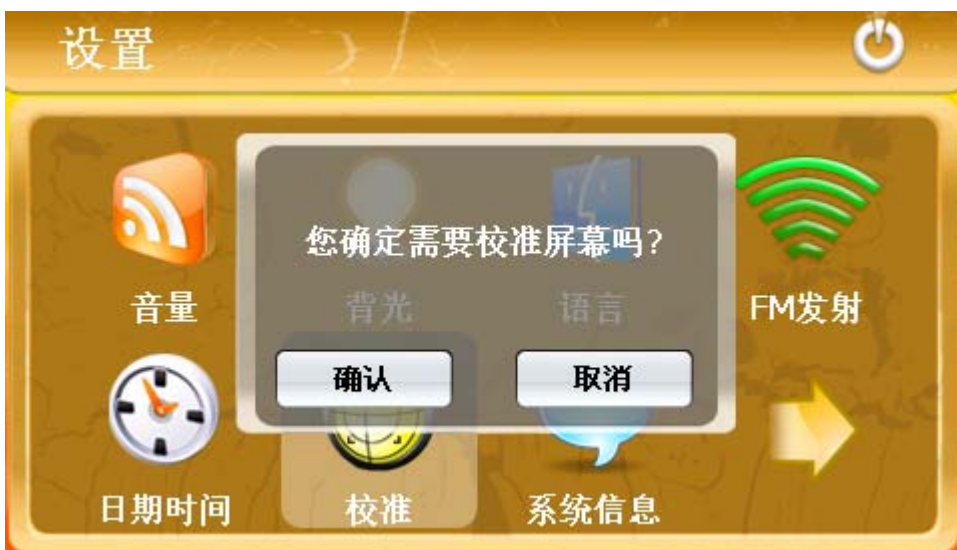 设置
您确定需要校准屏幕吗?
音量
背光
语言
FM发射
确认
取消
日期时间
校准
系统信息